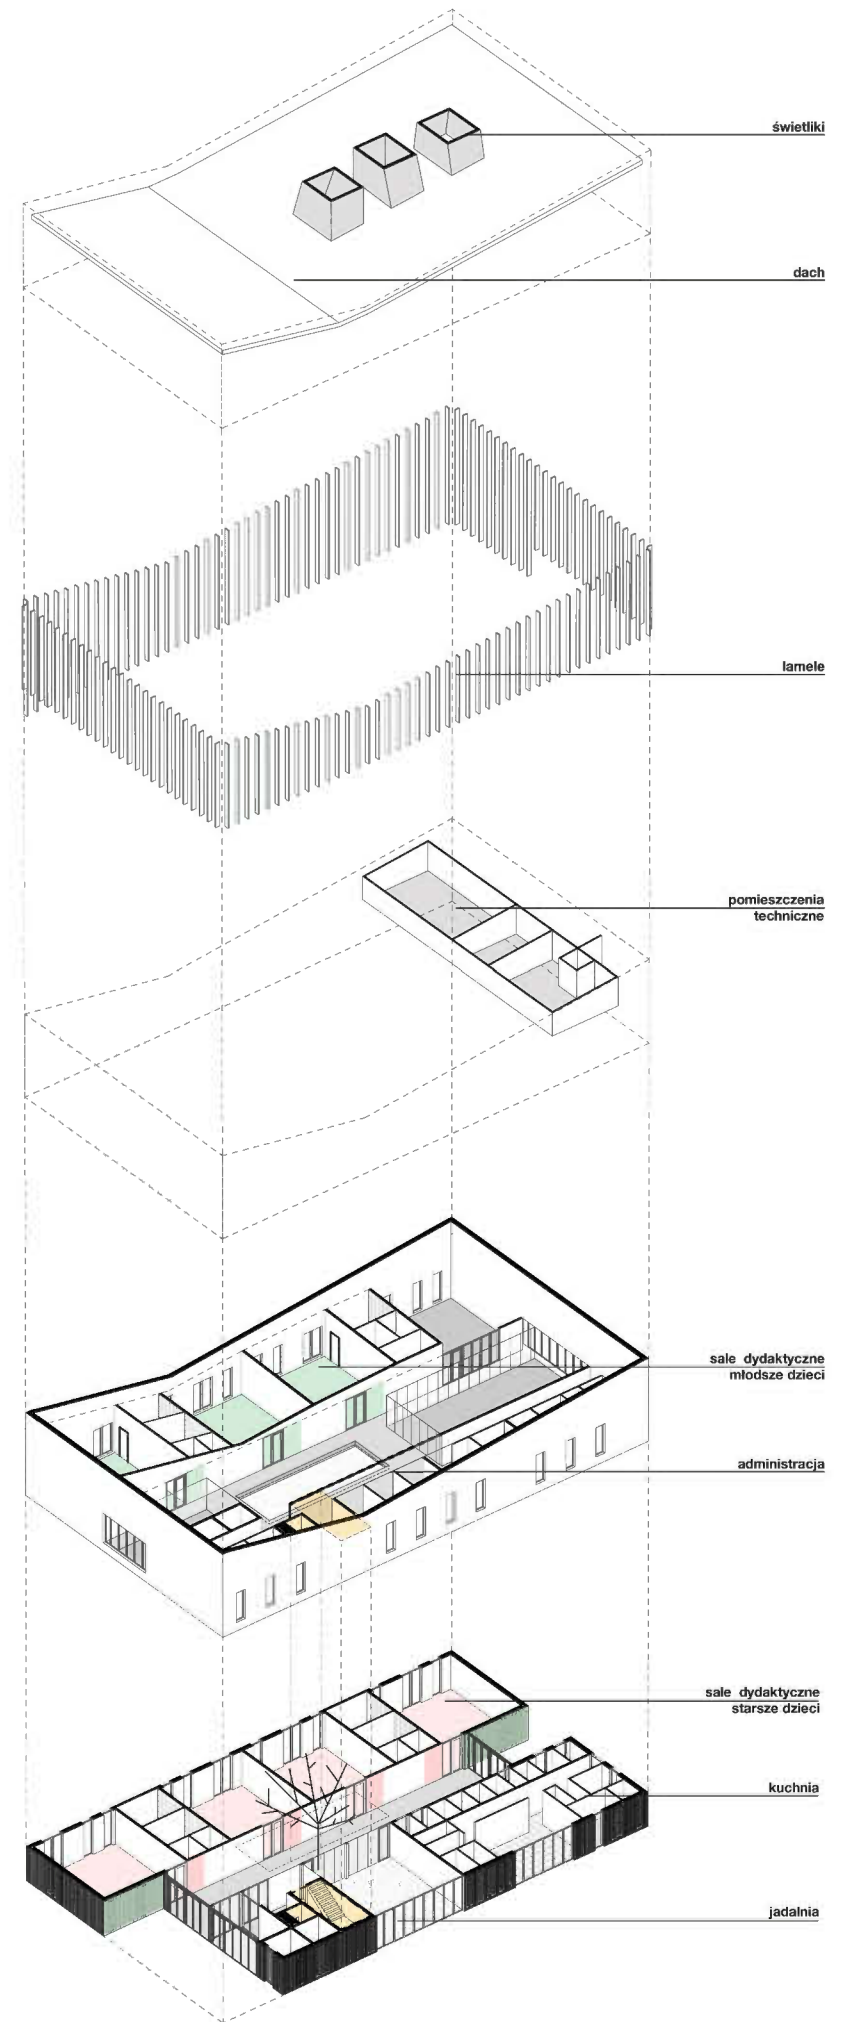 świetliki
dach
lamele
pomieszczenia
techniczne
sale dydaktyczne
młodsze dzieci
administracja
sale dydaktyczne
starsze dzieci
kuchnia
jadalnia